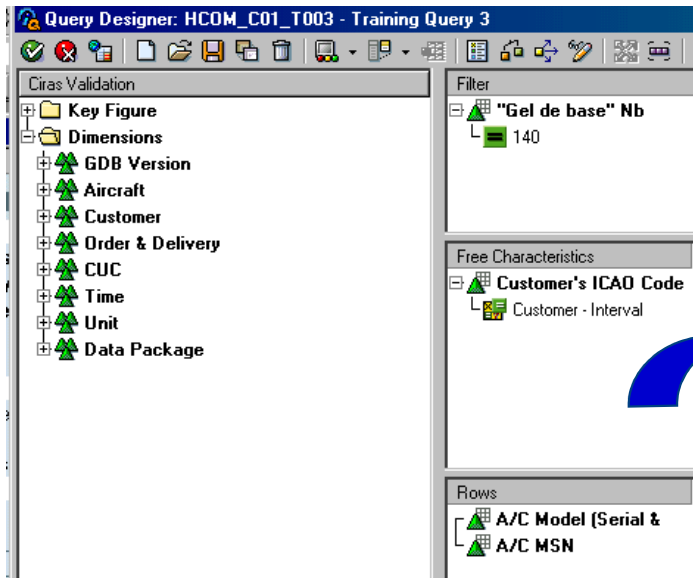 Query Designer: HCOM_C01_T003 - Training Query 3
Ciras Validation
Key Figure
Dimensions
GDB Version
Aircraft
Customer
Order & Delivery
CUC
Time
Unit
Data Package
Filter
"Gel de base" Nb
140
Free Characteristics
Customer's ICAO Code
Customer - Interval
Rows
A/C Model (Serial &
A/C MSN